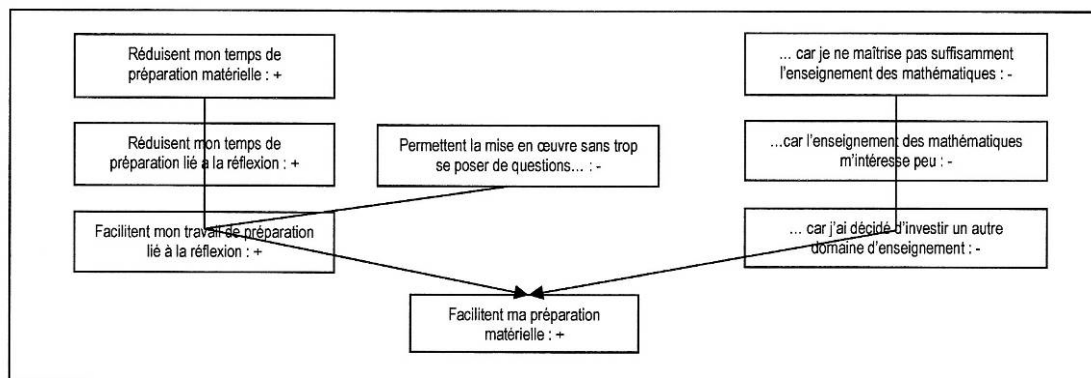 Réduisent mon temps de
préparation matérielle : +
... car je ne maîtrise pas suffisamment
l'enseignement des mathématiques : -
Réduisent mon temps de
préparation lié à la réflexion : +
Permettent la mise en œuvre sans trop
se poser de questions... : -
...car l'enseignement des mathématiques
m'intéresse peu : -
Facilitent mon travail de préparation
lié à la réflexion : +
... car j'ai décidé d'investir un autre
domaine d'enseignement : -
Facilitent ma préparation
matérielle : +